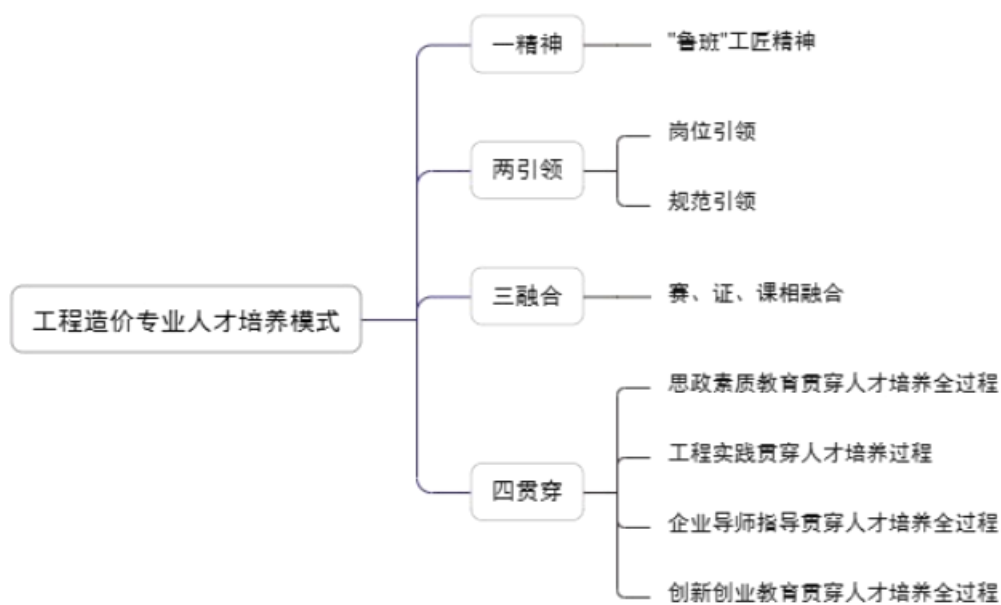 一精神
"鲁班"工匠精神
两引领
岗位引领
规范引领
三融合
赛、证、课相融合
工程造价专业人才培养模式
四贯穿
思政素质教育贯穿人才培养全过程
工程实践贯穿人才培养过程
企业导师指导贯穿人才培养全过程
创新创业教育贯穿人才培养全过程